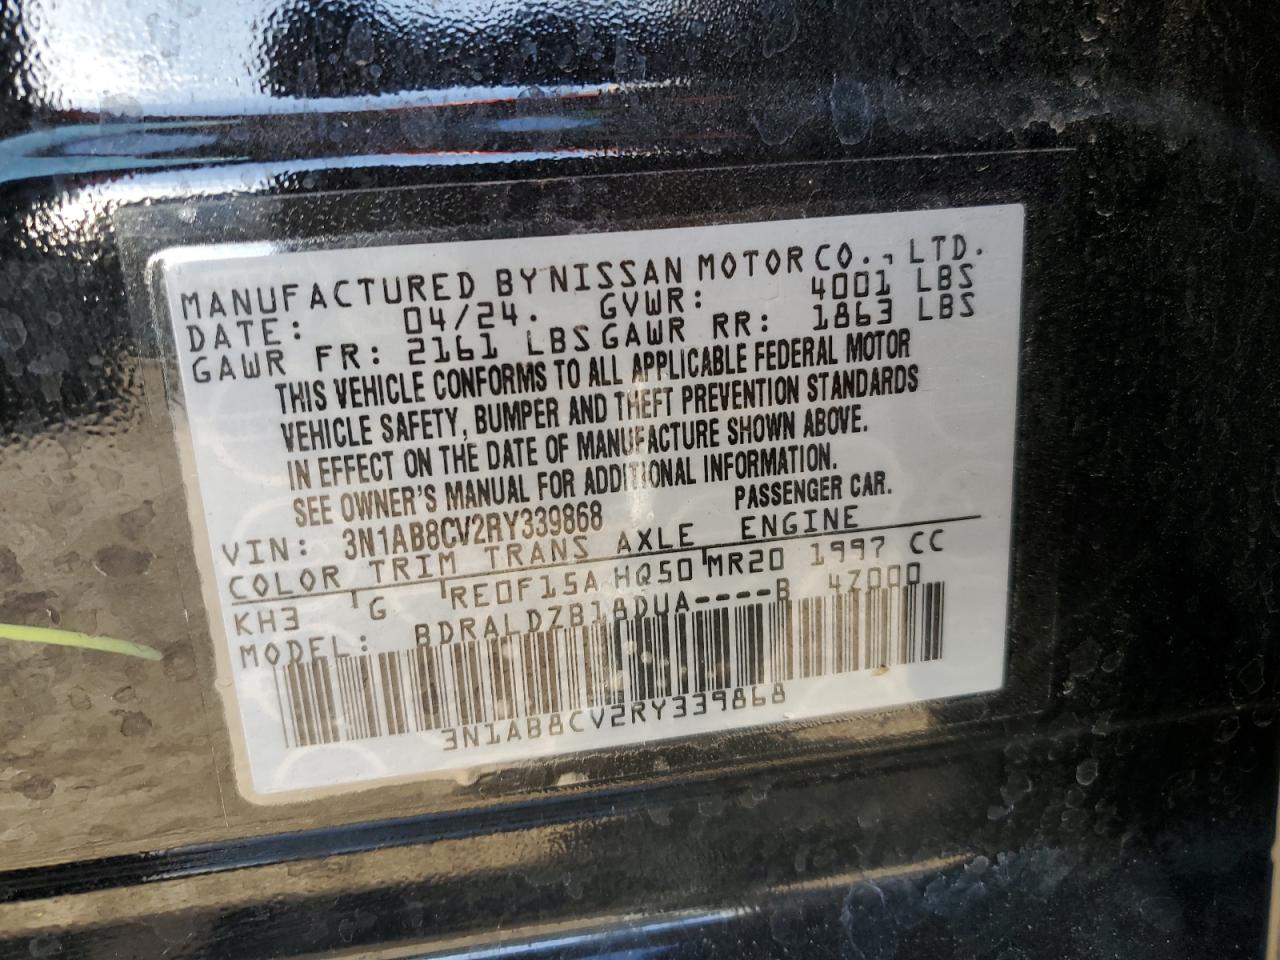 MANUFACTURED BY NISSAN MOTOR CO., LTD.
DATE: 04/24. GVWR: 4001 LBS
GAWR FR: 2161 LBS GAWR RR: 1863 LBS
THIS VEHICLE CONFORMS TO ALL APPLICABLE FEDERAL MOTOR
VEHICLE SAFETY, BUMPER AND THEFT PREVENTION STANDARDS
IN EFFECT ON THE DATE OF MANUFACTURE SHOWN ABOVE.
SEE OWNER'S MANUAL FOR ADDITIONAL INFORMATION.
PASSENGER CAR.
VIN: 3N1AB8CV2RY339868
COLOR TRIM TRANS AXLE ENGINE
KH3 G RE0F15A HQ50 MR20 1997 CC
MODEL: BDRALDZB18DUA----B 4Z000
3N1AB8CV2RY339868